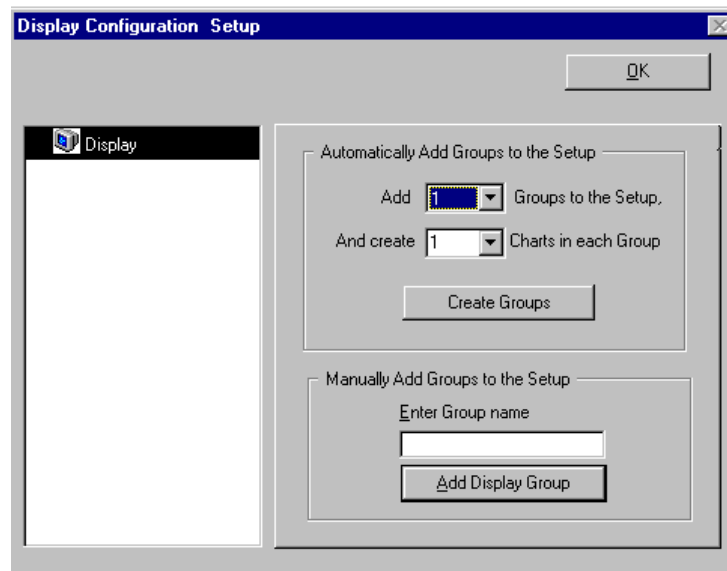 Display Configuration  Setup
OK
Display
Automatically Add Groups to the Setup
Add 1 Groups to the Setup,
And create 1 Charts in each Group
Create Groups
Manually Add Groups to the Setup
Enter Group name
Add Display Group